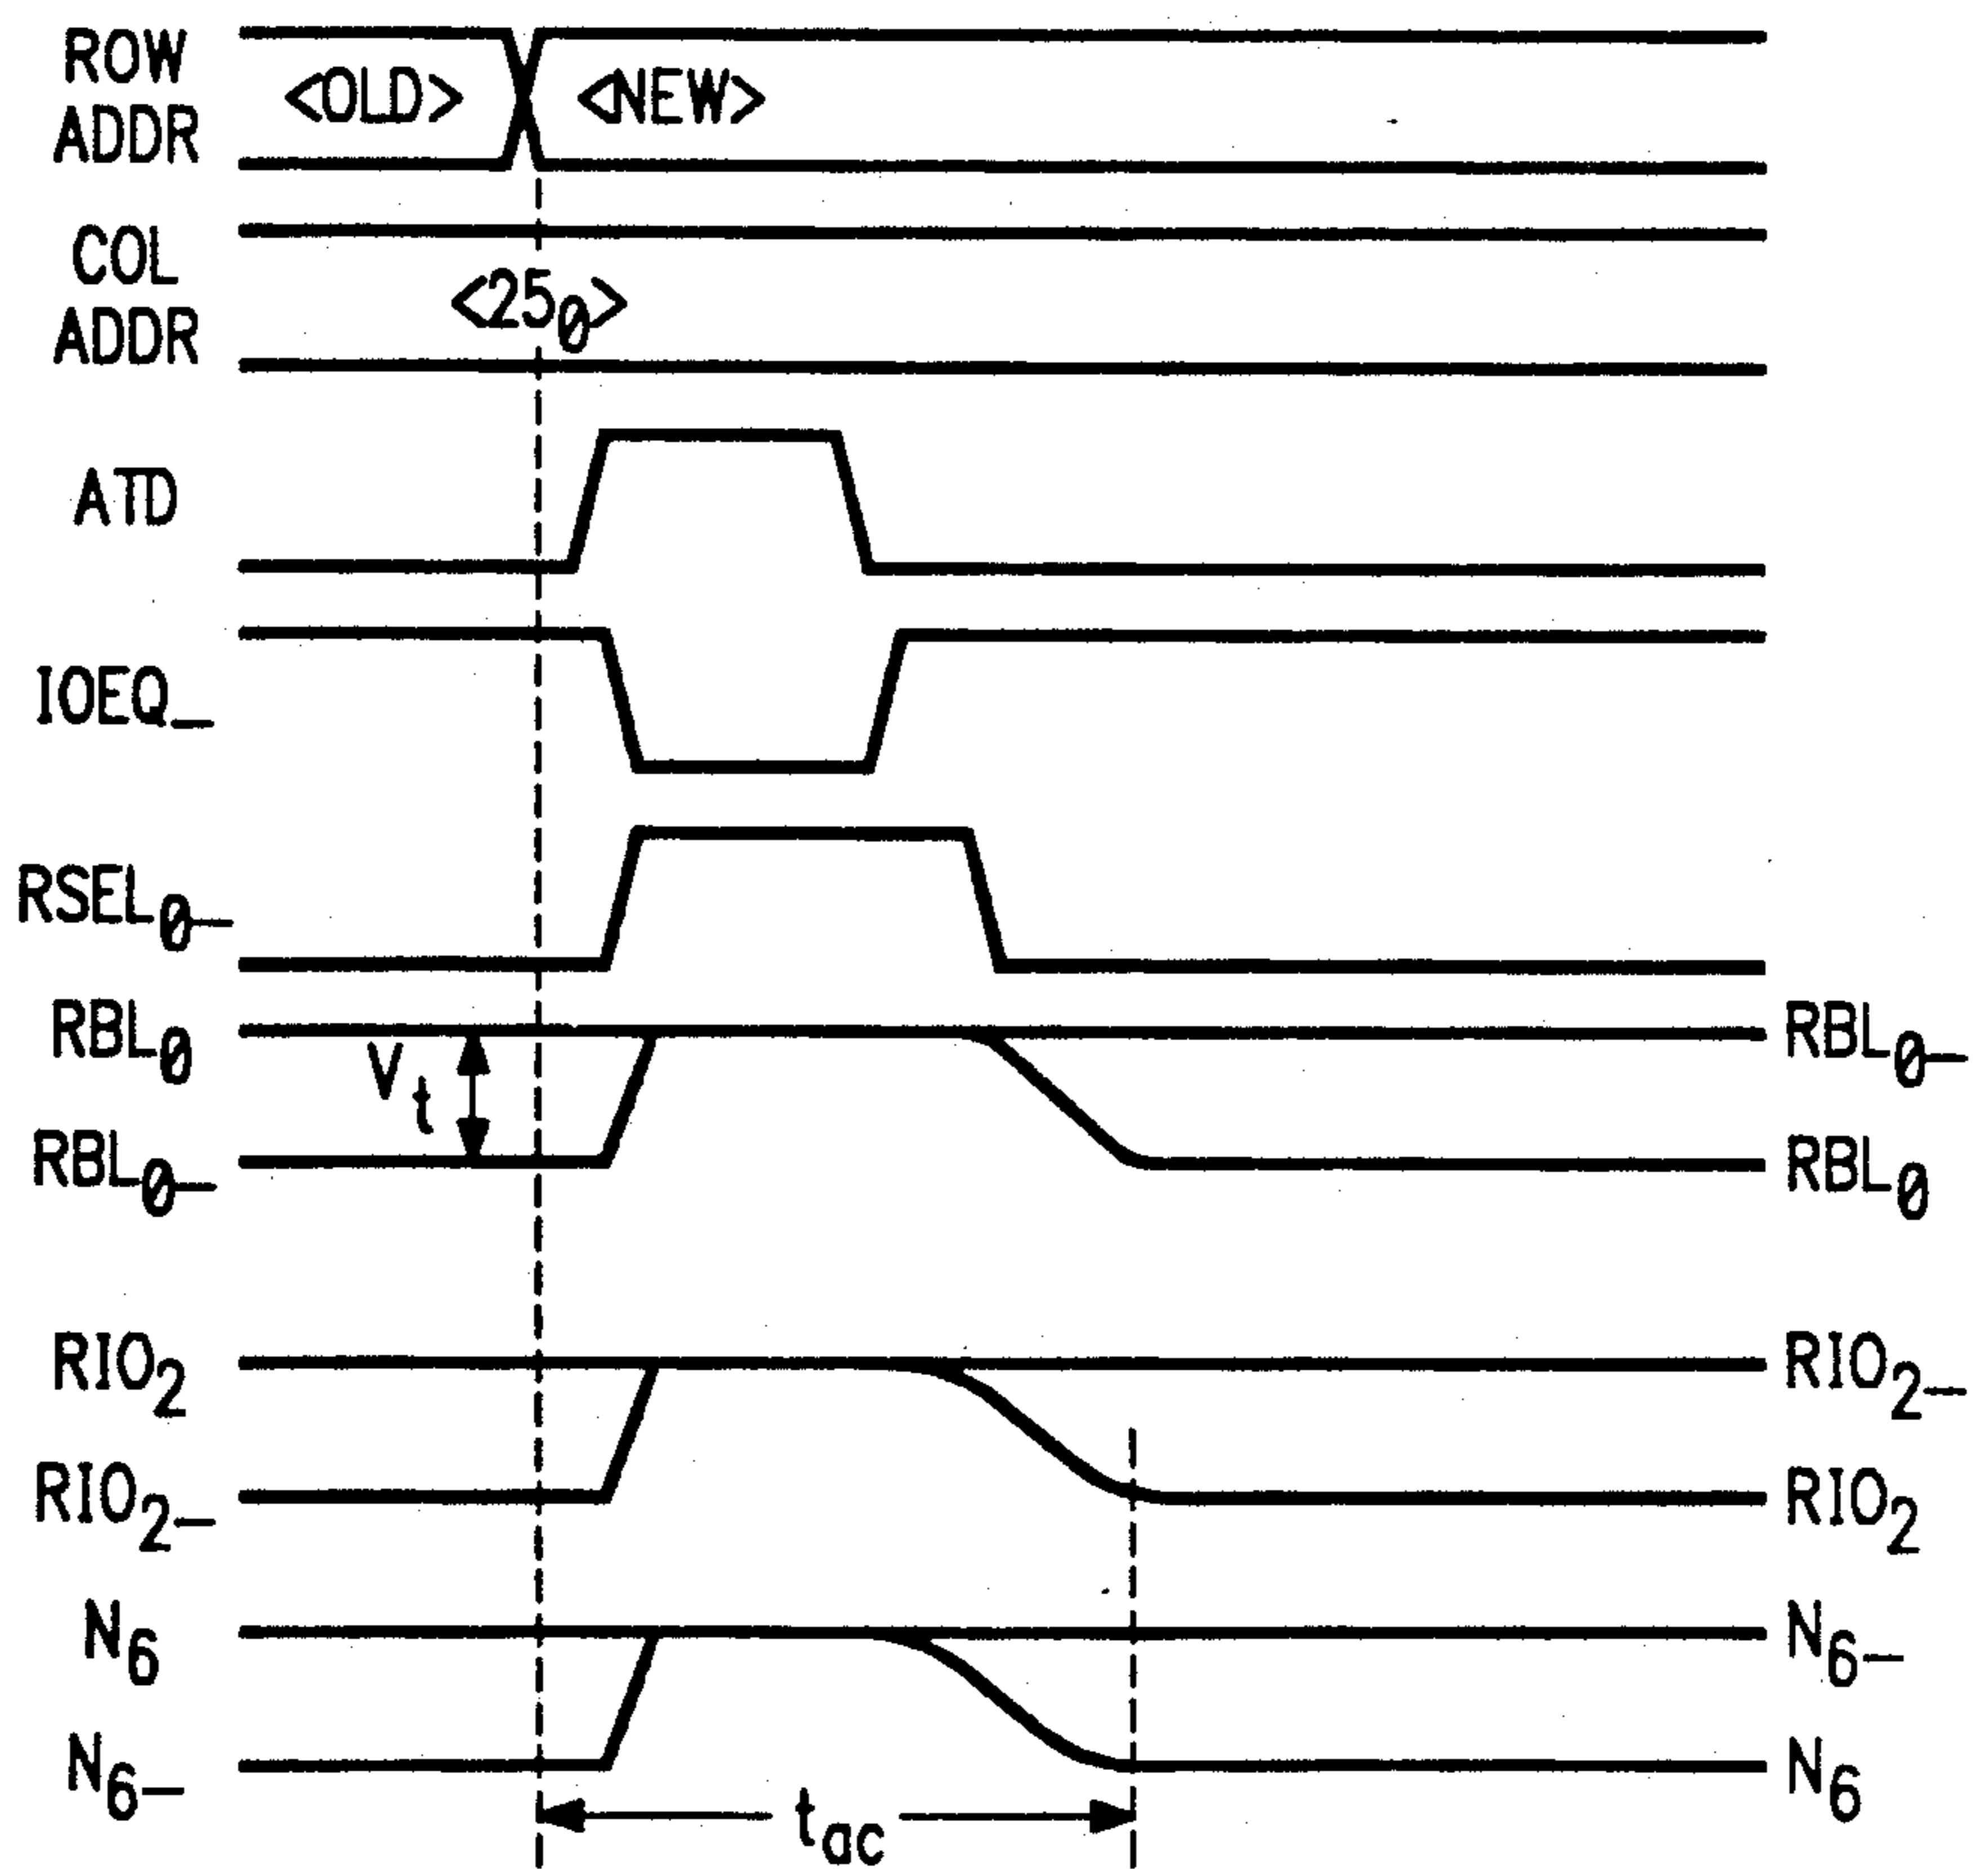 ROW
ADDR
<OLD>
<NEW>
COL
ADDR
<25₀>
ATD
IOEQ_
RSEL₀_
RBL₀
RBL₀_
Vₜ
RBL₀_
RBL₀
RIO₂
RIO₂_
RIO₂_
RIO₂
N₆
N₆_
N₆_
N₆
t_ac